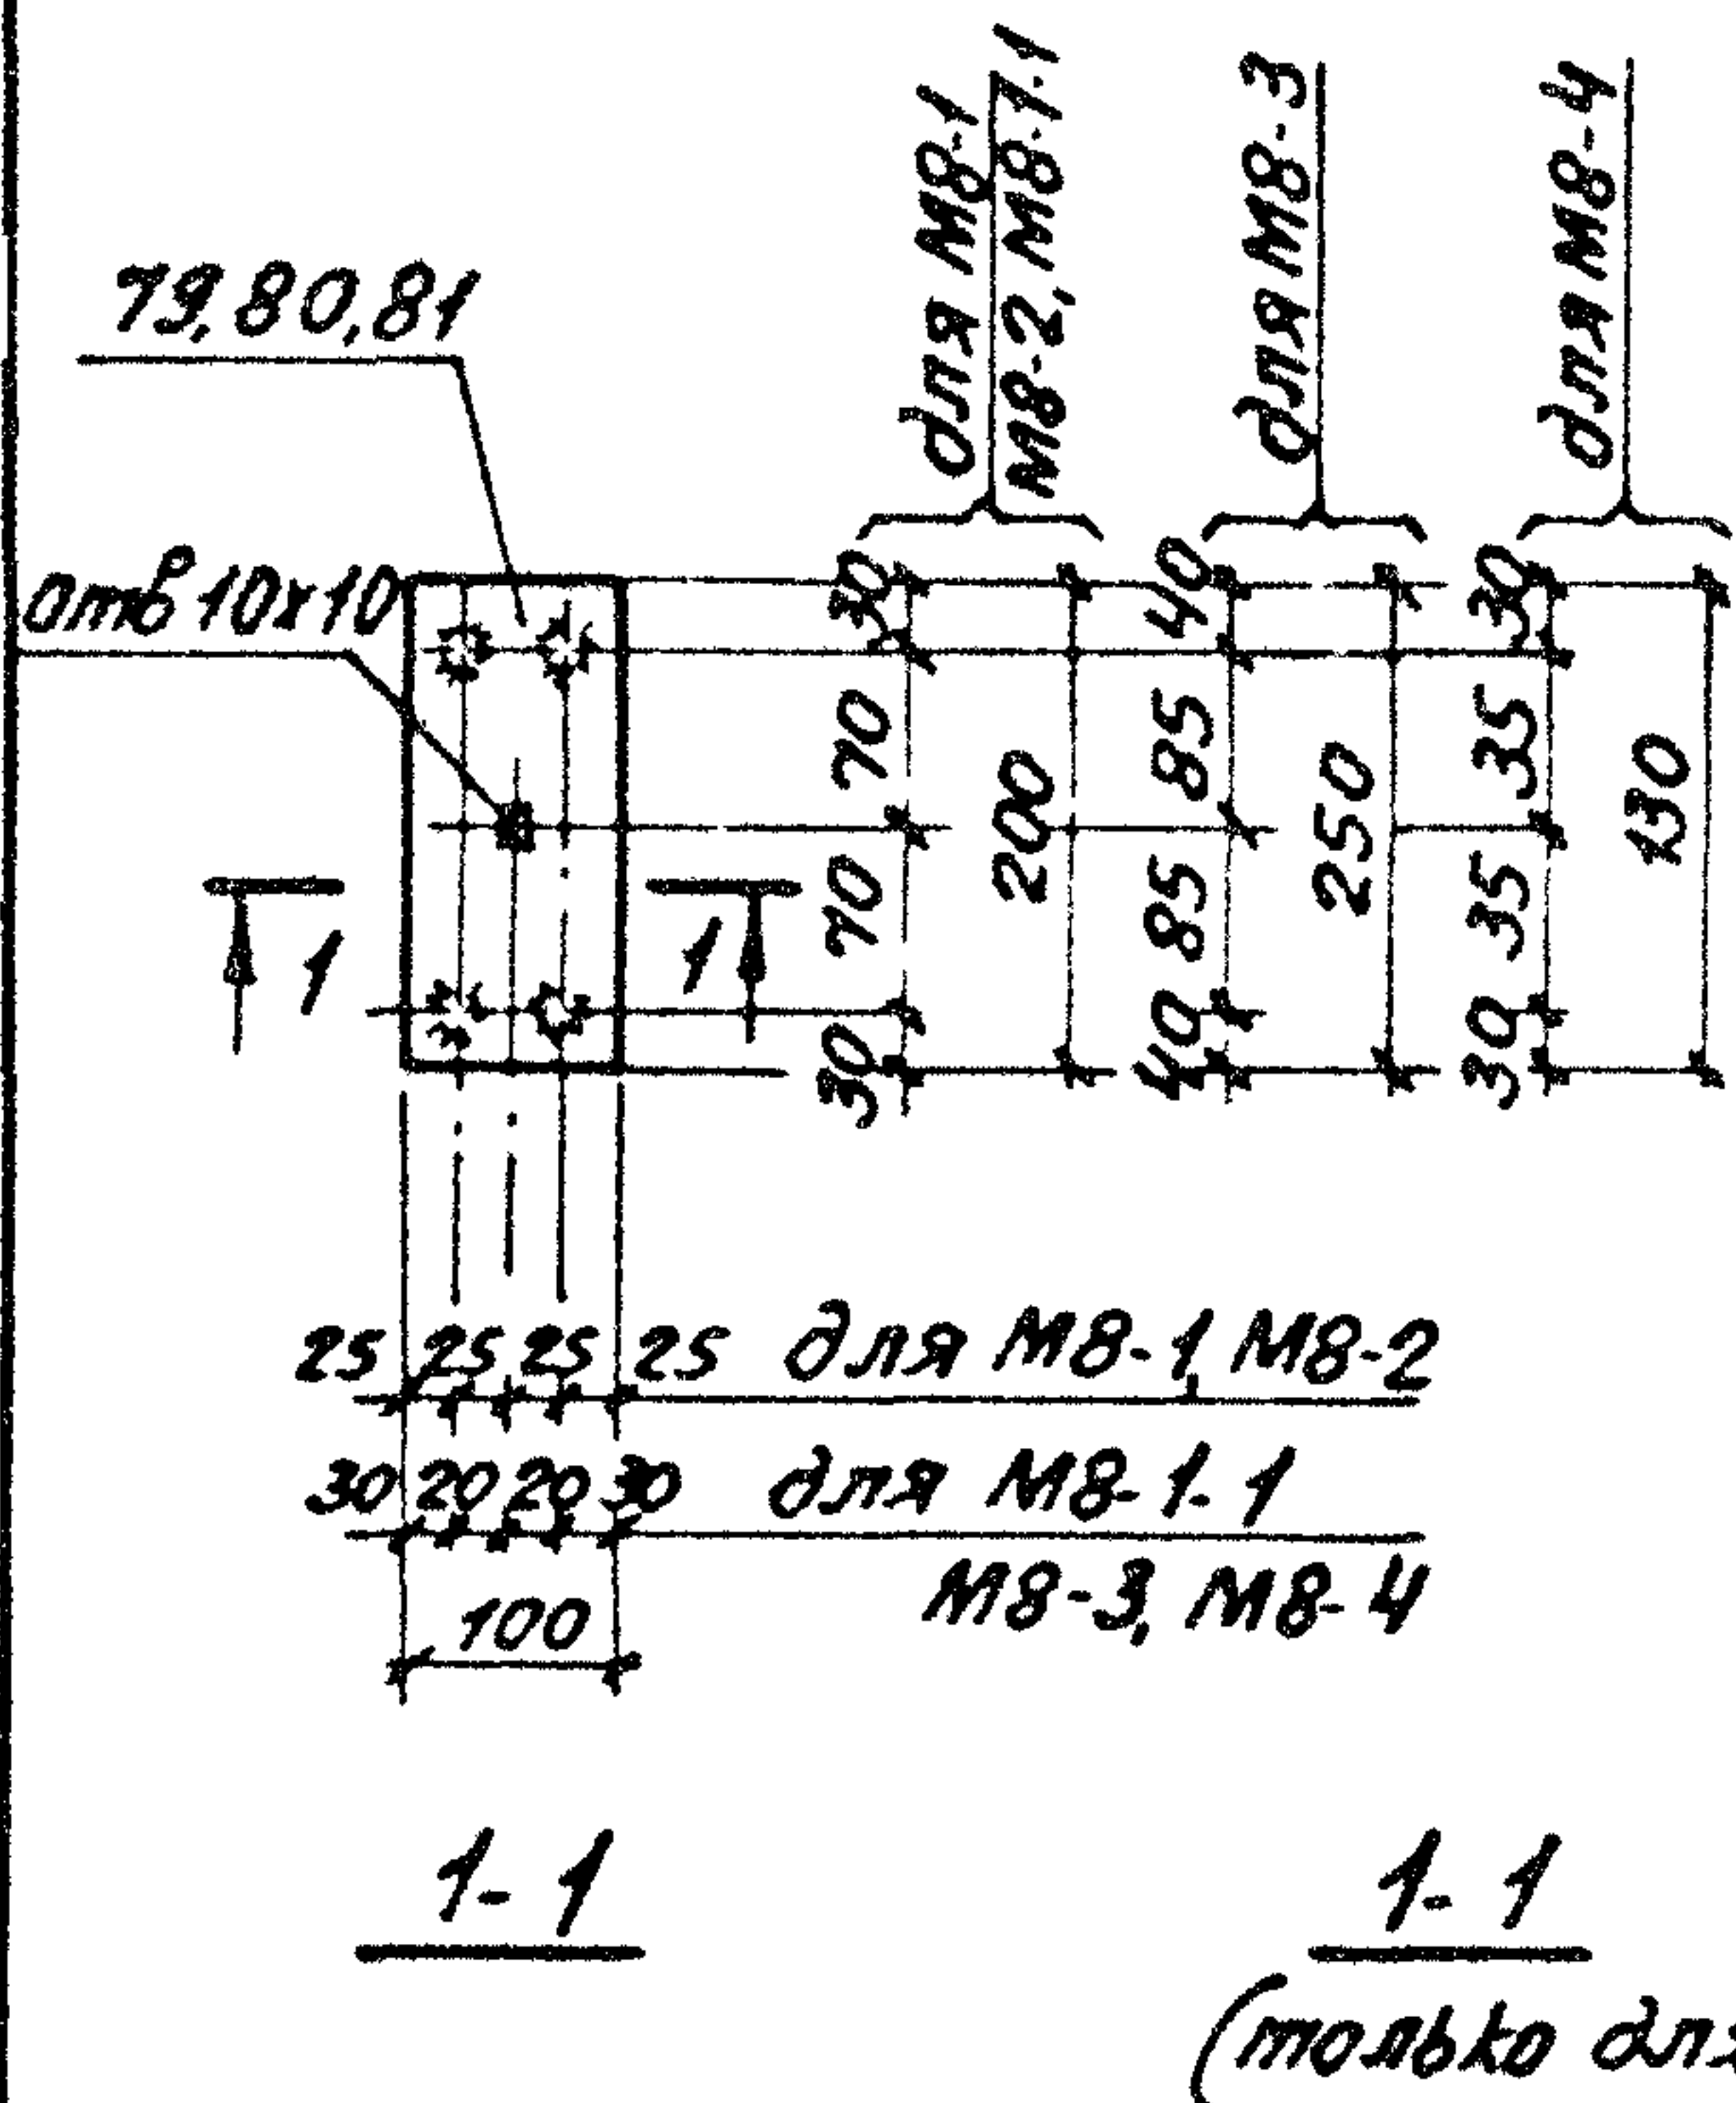 для М8-1
М8-2, М8-1.1
для М8-3
для М8-4
79, 80, 81
отв 10х10
30 70 70 30
200
40 85 85 40
250
30 35 35 30
130
1 1
25 25 25 25 для М8-1, М8-2
30 20 20 30 для М8-1.1
М8-3, М8-4
100
1-1
1-1
(только для